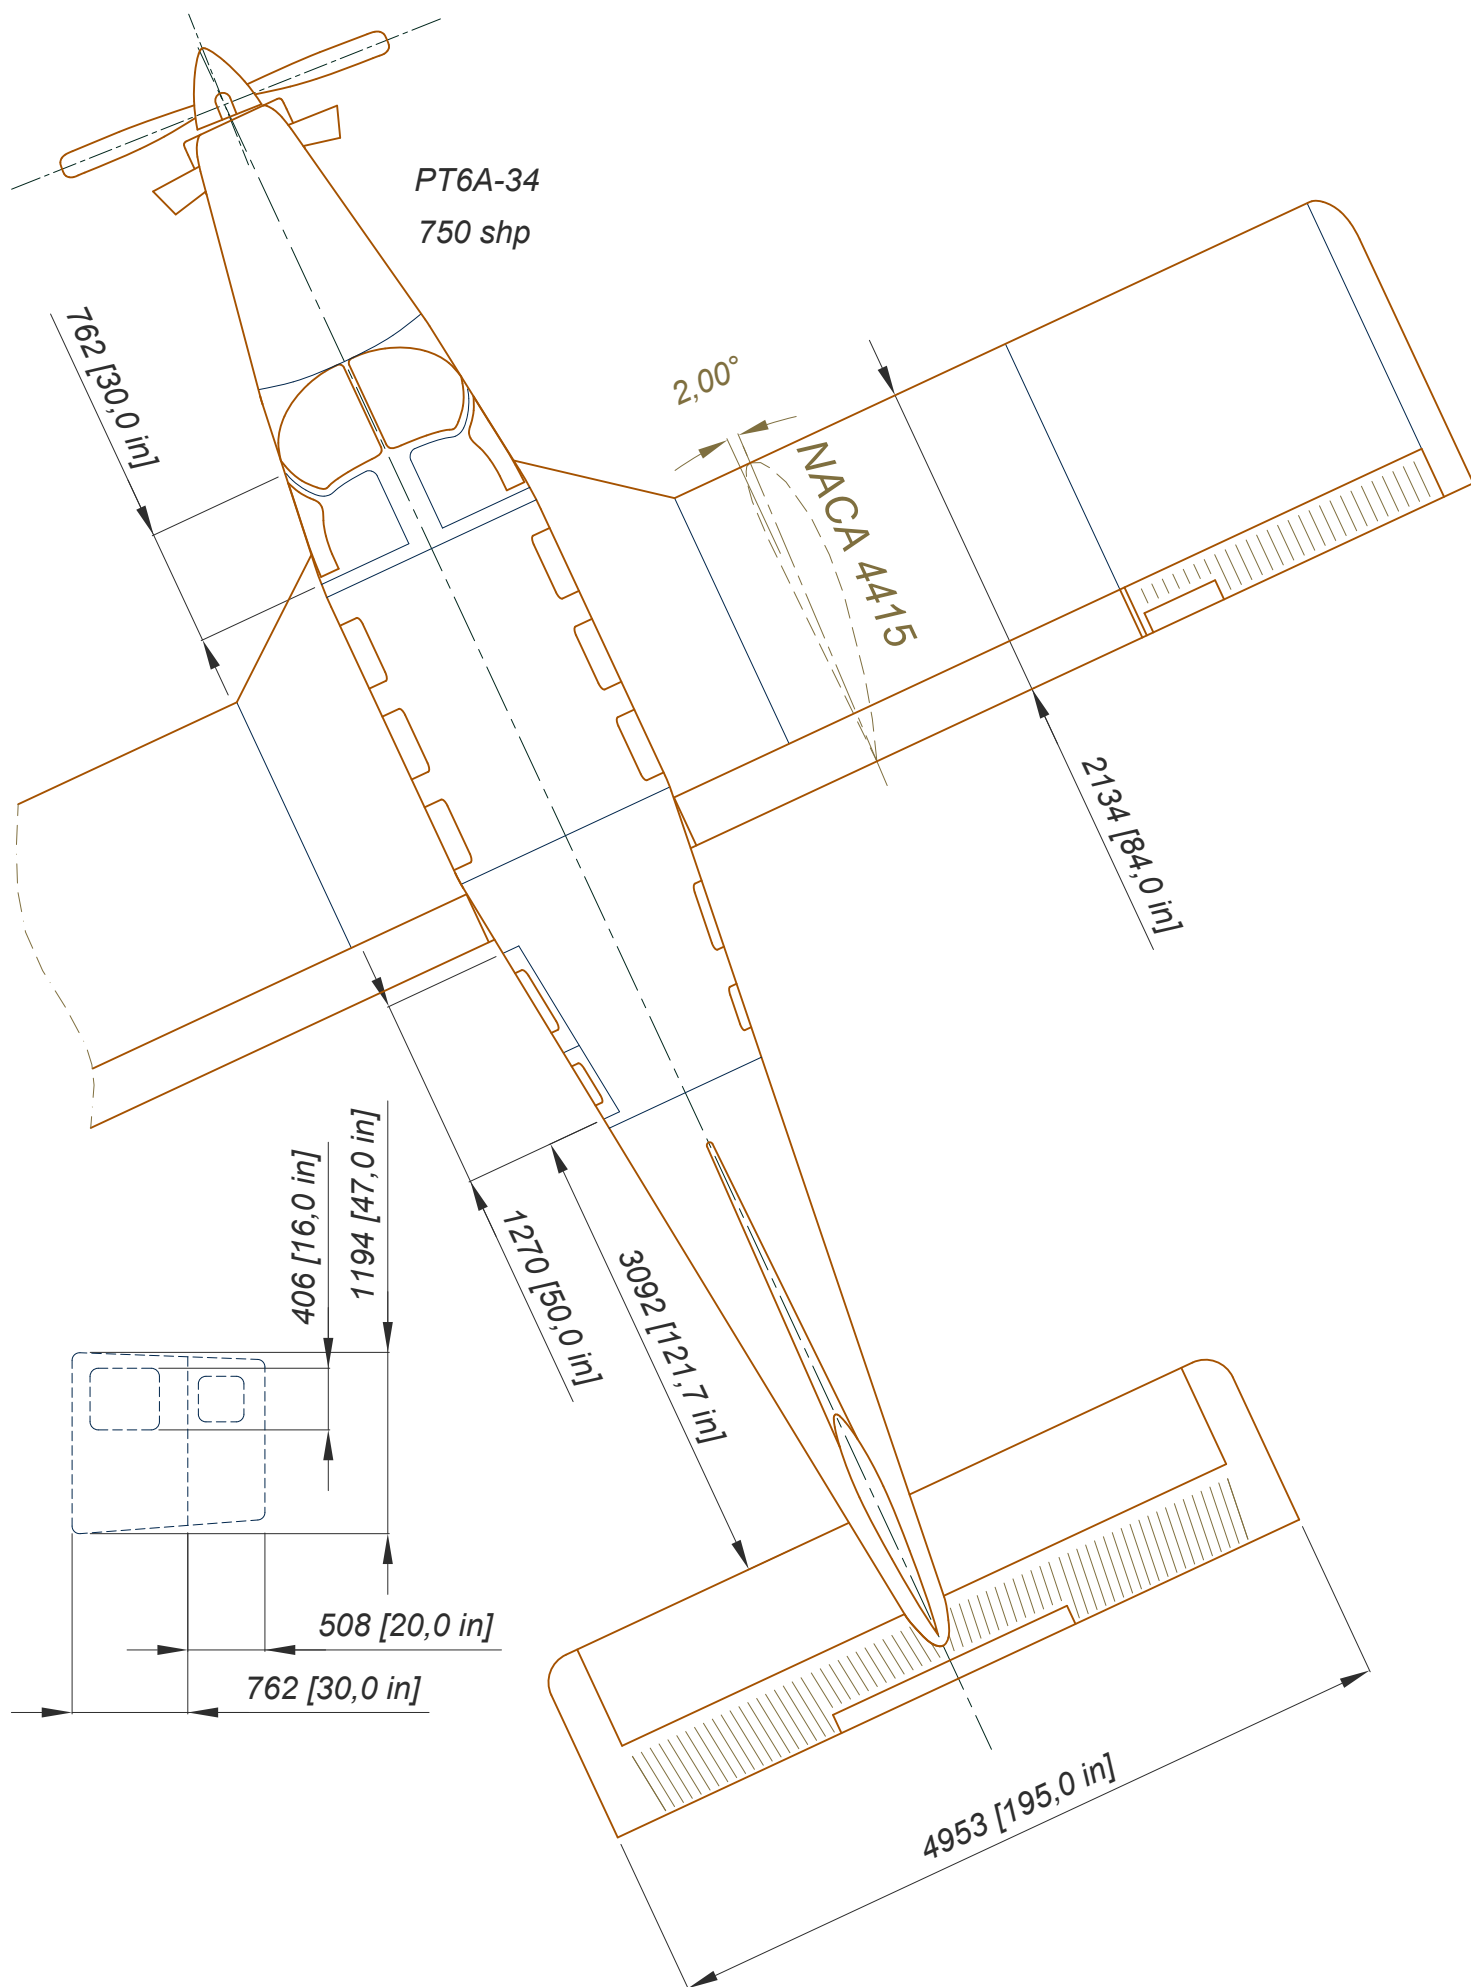 PT6A-34
750 shp
762 [30,0 in]
2,00°
NACA 4415
2134 [84,0 in]
406 [16,0 in]
1194 [47,0 in]
1270 [50,0 in]
3092 [121,7 in]
508 [20,0 in]
762 [30,0 in]
4953 [195,0 in]